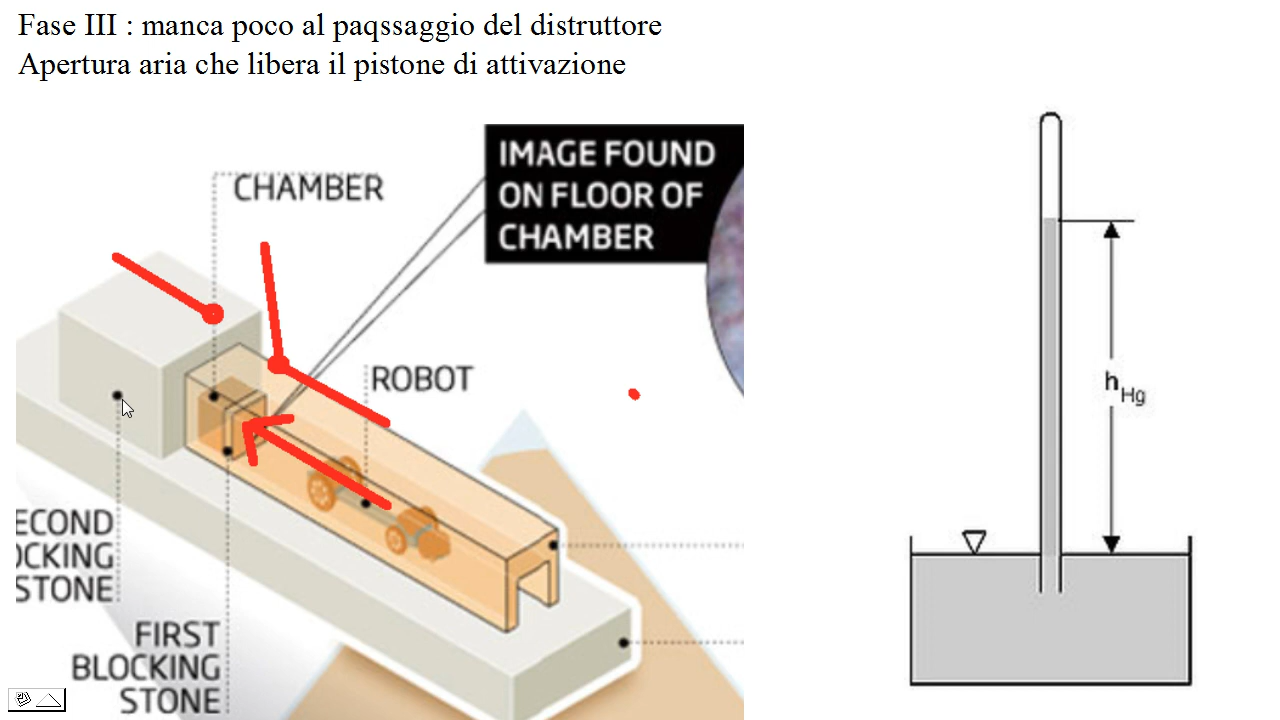 Fase III : manca poco al paqssaggio del distruttore
Apertura aria che libera il pistone di attivazione
IMAGE FOUND
ON FLOOR OF
CHAMBER
CHAMBER
ROBOT
h Hg
ECOND
OCKING
STONE
FIRST
BLOCKING
STONE